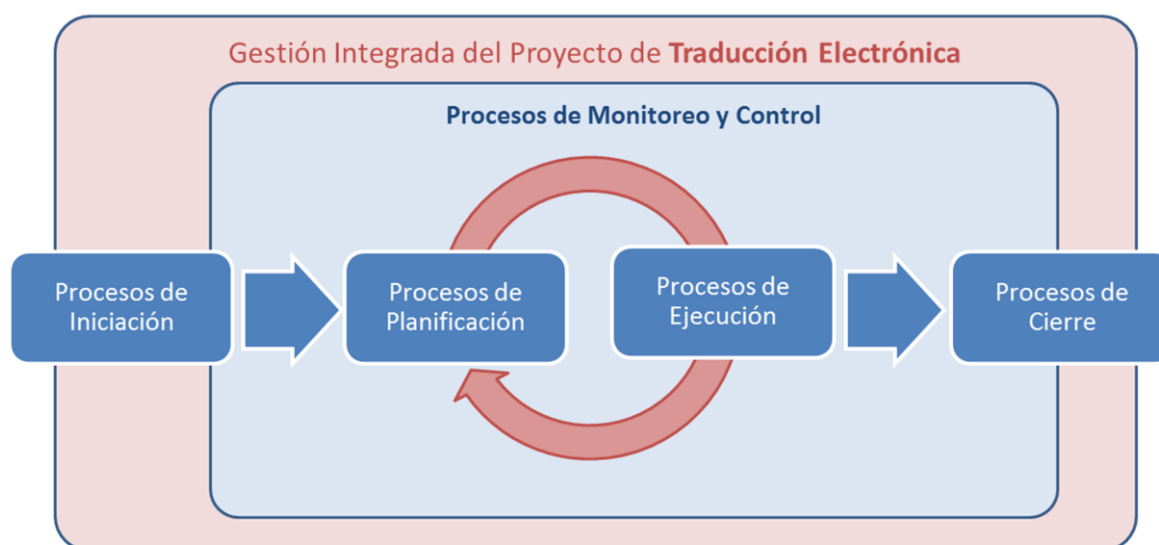 Gestión Integrada del Proyecto de Traducción Electrónica
Procesos de Monitoreo y Control
Procesos de
Iniciación
Procesos de
Planificación
Procesos de
Ejecución
Procesos de
Cierre